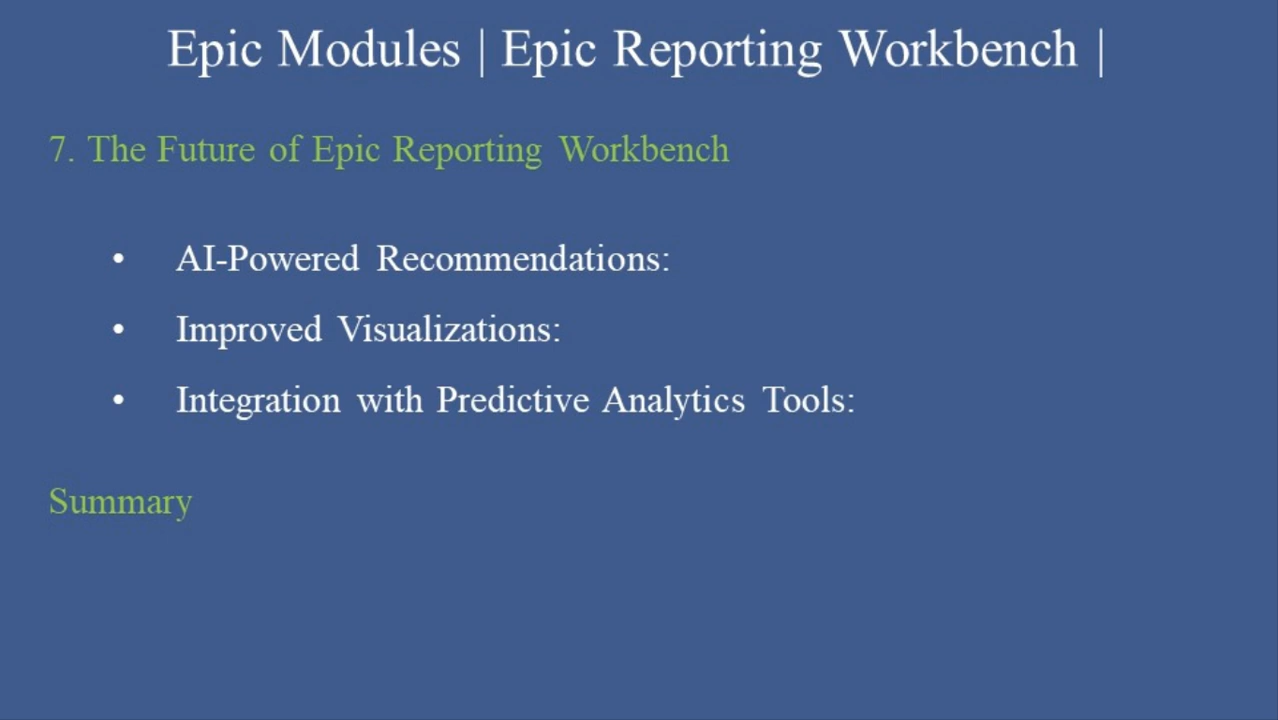 Epic Modules | Epic Reporting Workbench |
7. The Future of Epic Reporting Workbench
• AI-Powered Recommendations:
• Improved Visualizations:
• Integration with Predictive Analytics Tools:
Summary